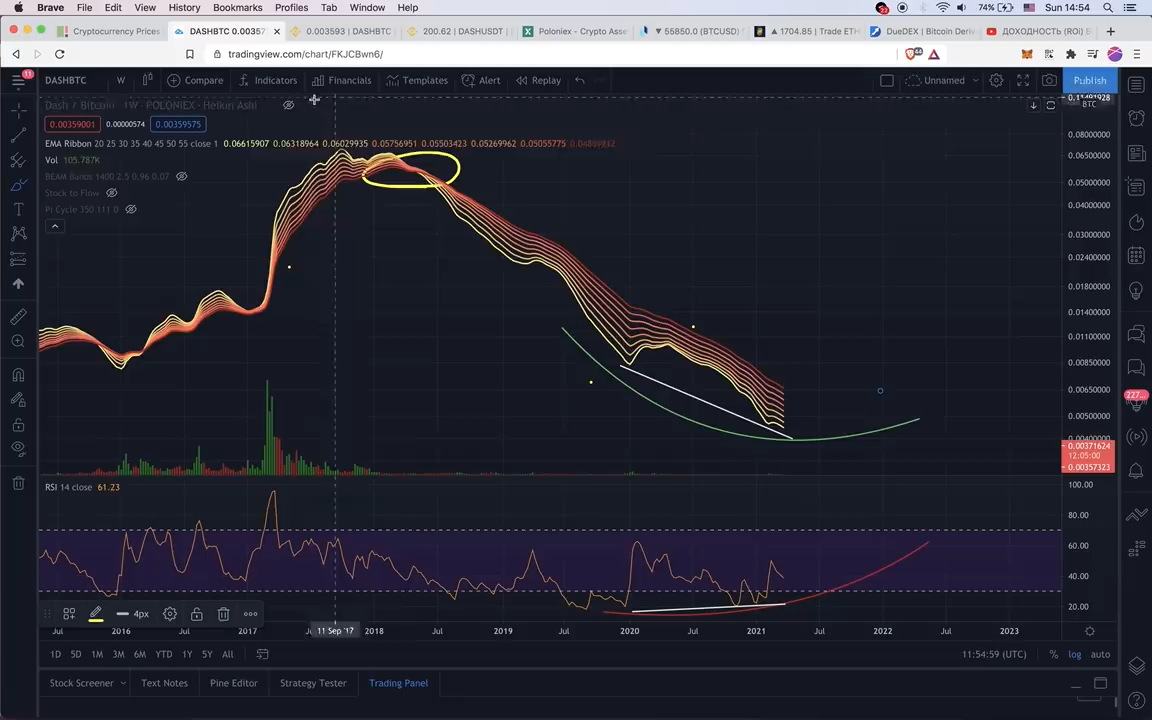 Brave File Edit View History Bookmarks Profiles Tab Window Help 22 74% Sun 14:54
Cryptocurrency Prices DASHBTC 0.00357 0.003593 | DASHBTC 200.62 | DASHUSDT Poloniex - Crypto Asse ▼ 55850.0 (BTCUSD) ▲ 1704.85 | Trade ETH DueDEX | Bitcoin Deriv ДОХОДНОСТЬ (ROI) В
tradingview.com/chart/FKJCBwn6/
11 DASHBTC W Compare Indicators Financials Templates Alert Replay Unnamed Publish
Dash / Bitcoin 1W POLONIEX Heikin Ashi
BTC
0.00359001 0.00000574 0.00359575
EMA Ribbon 20 25 30 35 40 45 50 55 close 1 0.06615907 0.06318964 0.06029935 0.05756951 0.05503423 0.05269962 0.05055775
Vol 105.787K
BEAM Bands 1400 2.5 0.96 0.07
Stock to Flow
Pi Cycle 350 111 0
0.08000000
0.06500000
0.05000000
0.04000000
0.03000000
0.02400000
0.01800000
0.01400000
0.01100000
0.00850000
0.00650000
0.00500000
0.00400000
0.00371624
12:05:00
0.00357323
227
RSI 14 close 61.23
100.00
80.00
60.00
40.00
20.00
4px
Jul 2016 Jul 2017 11 Sep '17 2018 Jul 2019 Jul 2020 Jul 2021 Jul 2022 Jul 2023
1D 5D 1M 3M 6M YTD 1Y 5Y All 11:54:59 (UTC) % log auto
Stock Screener Text Notes Pine Editor Strategy Tester Trading Panel